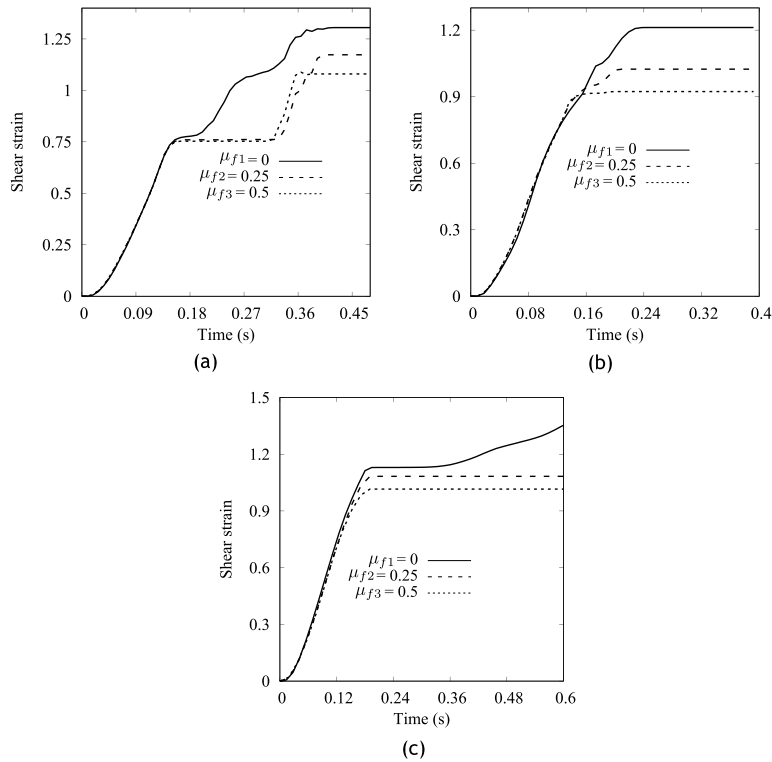 1.25
1
0.75
0.5
0.25
0
Shear strain
μf1 = 0
μf2 = 0.25
μf3 = 0.5
0 0.09 0.18 0.27 0.36 0.45
Time (s)
(a)
1.2
0.9
0.6
0.3
0
Shear strain
μf1 = 0
μf2 = 0.25
μf3 = 0.5
0 0.08 0.16 0.24 0.32 0.4
Time (s)
(b)
1.5
1.2
0.9
0.6
0.3
0
Shear strain
μf1 = 0
μf2 = 0.25
μf3 = 0.5
0 0.12 0.24 0.36 0.48 0.6
Time (s)
(c)